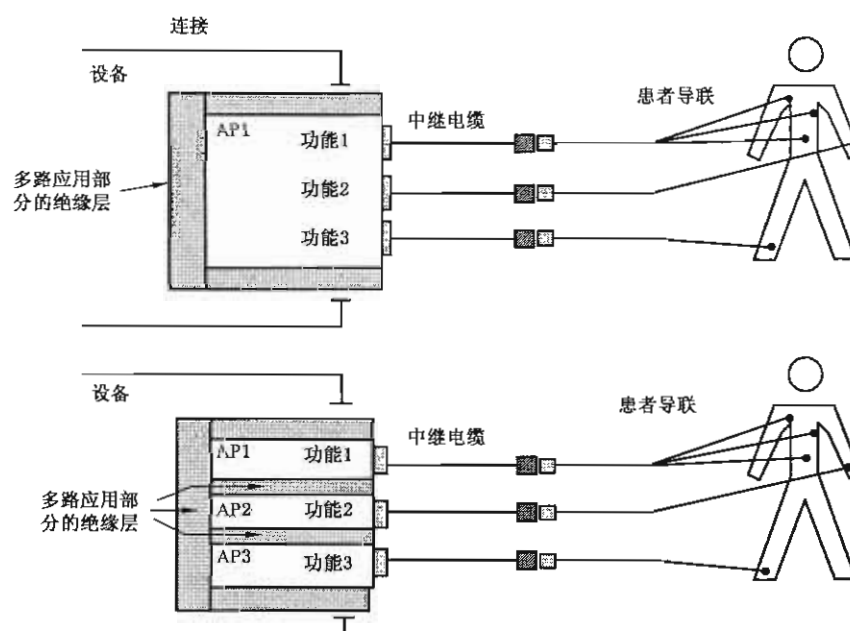 连接
设备
AP1
功能1
中继电缆
患者导联
多路应用部
分的绝缘层
功能2
功能3
设备
患者导联
AP1
功能1
中继电缆
多路应用部
分的绝缘层
AP2
功能2
AP3
功能3